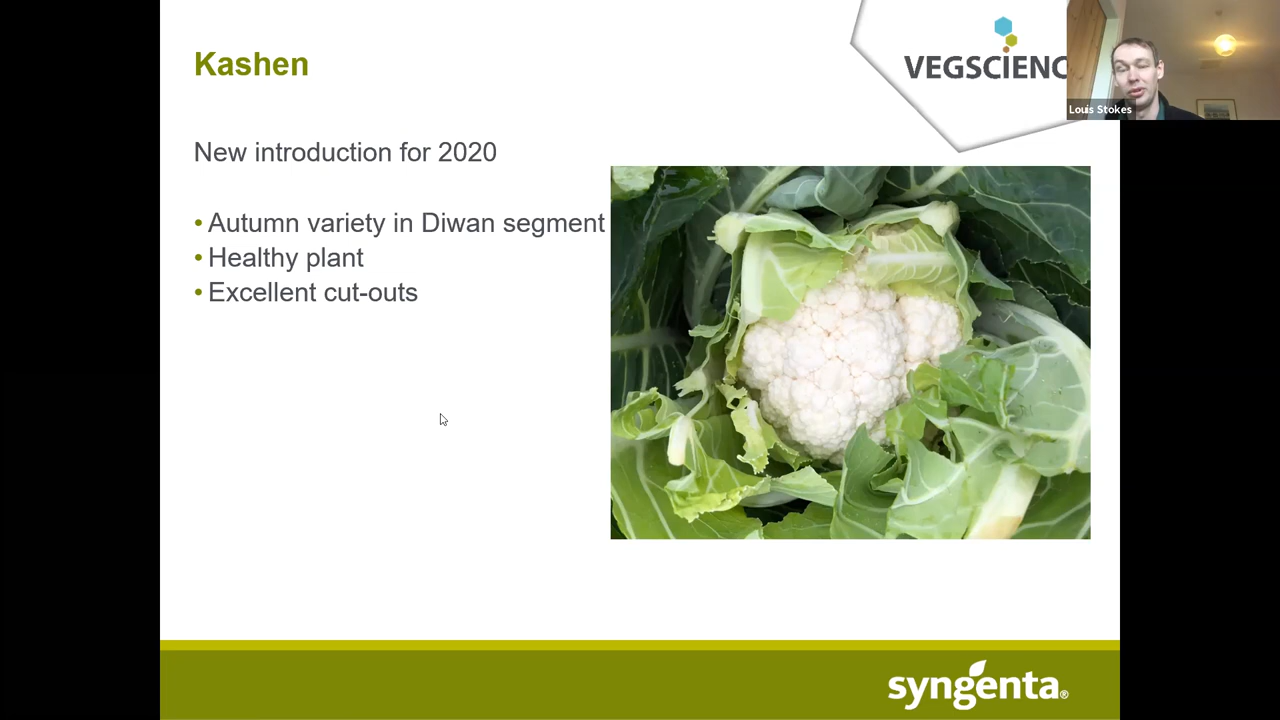 Kashen
VEGSCIENC
Louis Stokes
New introduction for 2020
• Autumn variety in Diwan segment
• Healthy plant
• Excellent cut-outs
syngenta®